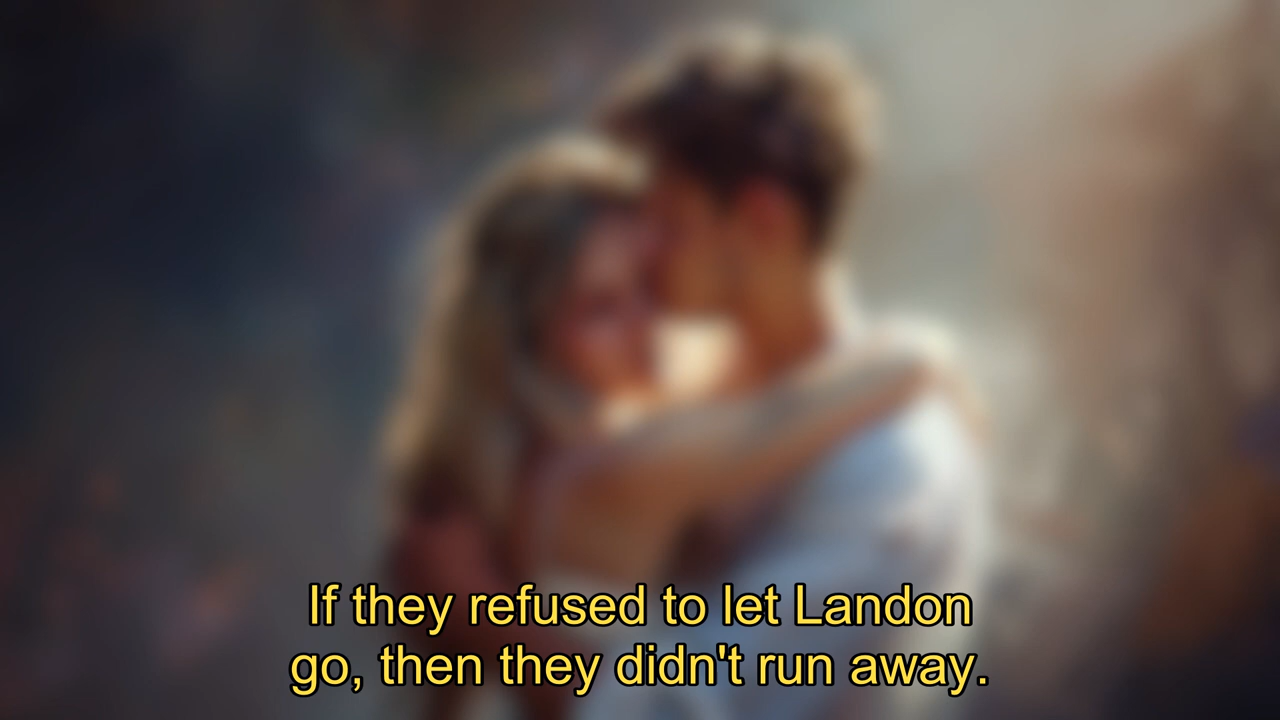 If they refused to let Landon
go, then they didn't run away.